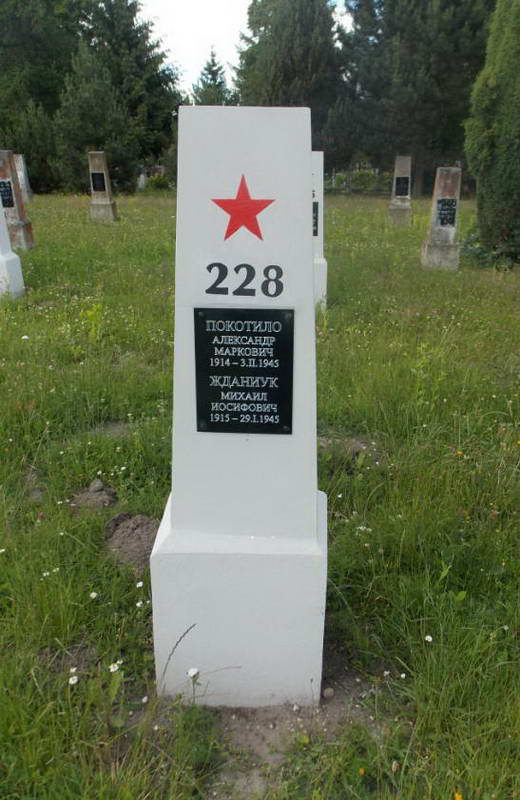 228
ПОКОТИЛО
АЛЕКСАНДР
МАРКОВИЧ
1914 – 3.II.1945
ЖДАНИУК
МИХАИЛ
ИОСИФОВИЧ
1915 – 29.I.1945